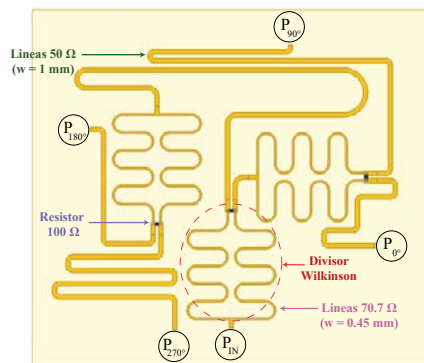 P90°
Lineas 50 Ω
(w = 1 mm)
P180°
Resistor
100 Ω
P0°
Divisor
Wilkinson
Lineas 70.7 Ω
(w = 0.45 mm)
P270°
PIN